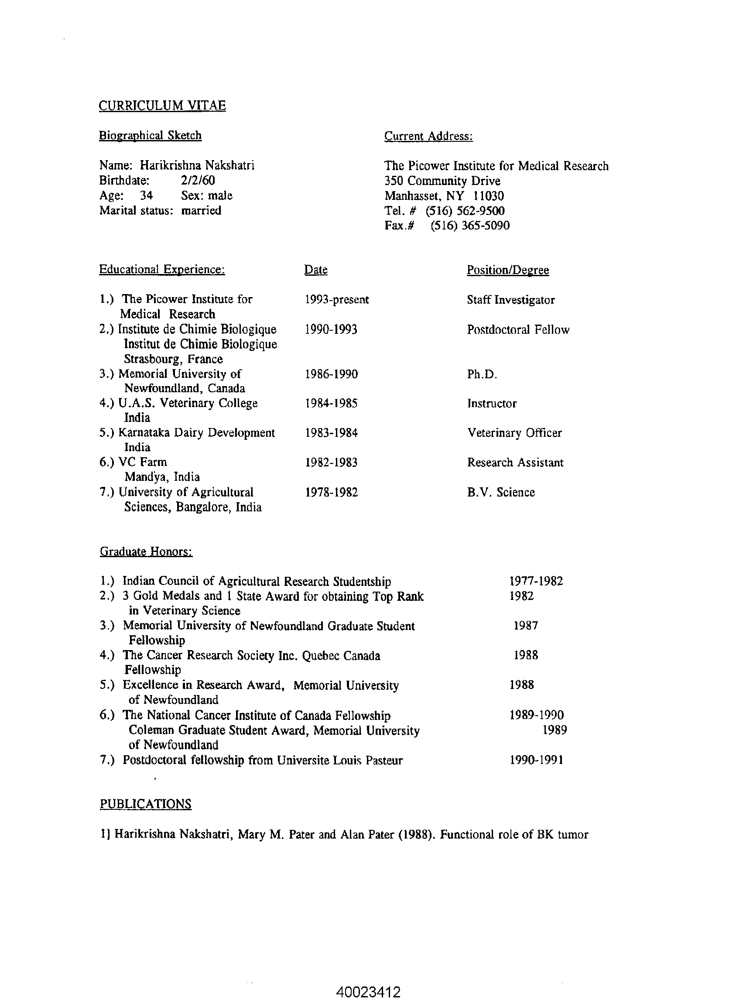 CURRICULUM VITAE
Biographical Sketch
Current Address:
Name: Harikrishna Nakshatri
Birthdate: 2/2/60
Age: 34 Sex: male
Marital status: married
The Picower Institute for Medical Research
350 Community Drive
Manhasset, NY 11030
Tel. # (516) 562-9500
Fax.# (516) 365-5090
Educational Experience: Date Position/Degree
1.) The Picower Institute for 1993-present Staff Investigator
Medical Research
2.) Institute de Chimie Biologique 1990-1993 Postdoctoral Fellow
Institut de Chimie Biologique
Strasbourg, France
3.) Memorial University of 1986-1990 Ph.D.
Newfoundland, Canada
4.) U.A.S. Veterinary College 1984-1985 Instructor
India
5.) Karnataka Dairy Development 1983-1984 Veterinary Officer
India
6.) VC Farm 1982-1983 Research Assistant
Mandya, India
7.) University of Agricultural 1978-1982 B.V. Science
Sciences, Bangalore, India
Graduate Honors:
1.) Indian Council of Agricultural Research Studentship 1977-1982
2.) 3 Gold Medals and 1 State Award for obtaining Top Rank 1982
in Veterinary Science
3.) Memorial University of Newfoundland Graduate Student 1987
Fellowship
4.) The Cancer Research Society Inc. Quebec Canada 1988
Fellowship
5.) Excellence in Research Award, Memorial University 1988
of Newfoundland
6.) The National Cancer Institute of Canada Fellowship 1989-1990
Coleman Graduate Student Award, Memorial University 1989
of Newfoundland
7.) Postdoctoral fellowship from Universite Louis Pasteur 1990-1991
PUBLICATIONS
1] Harikrishna Nakshatri, Mary M. Pater and Alan Pater (1988). Functional role of BK tumor
40023412